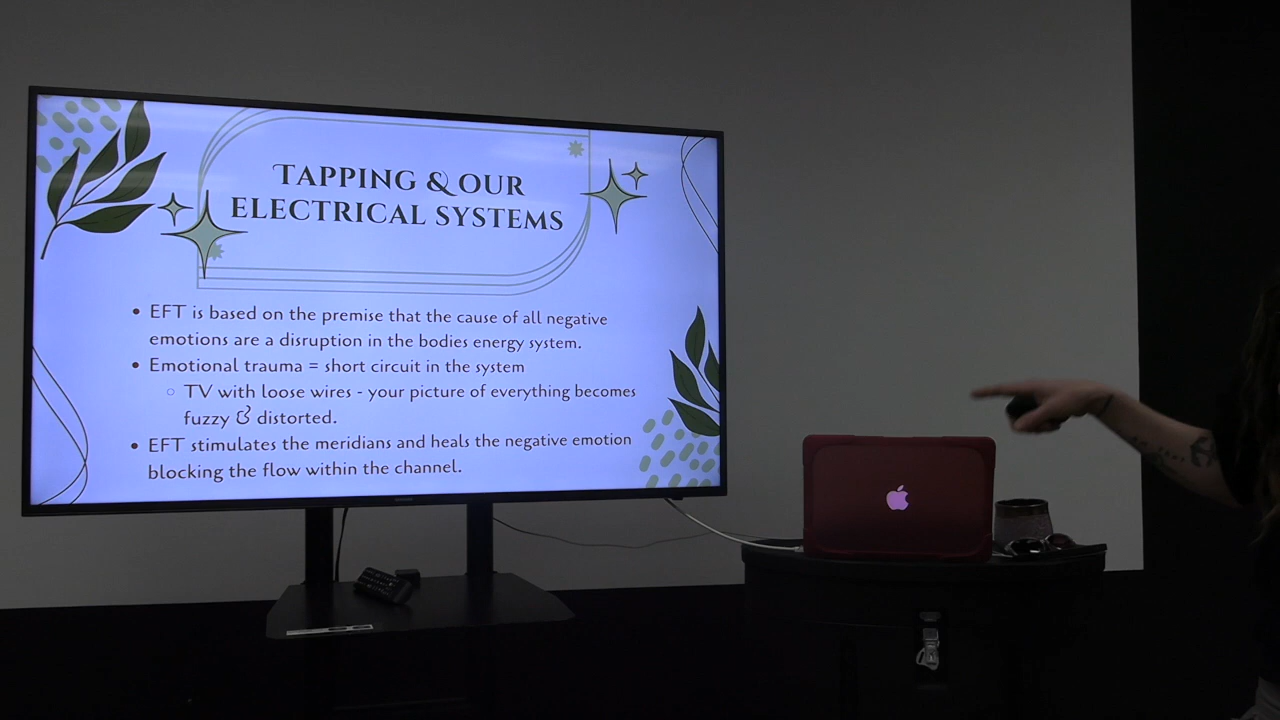 TAPPING & OUR
ELECTRICAL SYSTEMS
• EFT is based on the premise that the cause of all negative
emotions are a disruption in the bodies energy system.
• Emotional trauma = short circuit in the system
○ TV with loose wires - your picture of everything becomes
fuzzy & distorted.
• EFT stimulates the meridians and heals the negative emotion
blocking the flow within the channel.